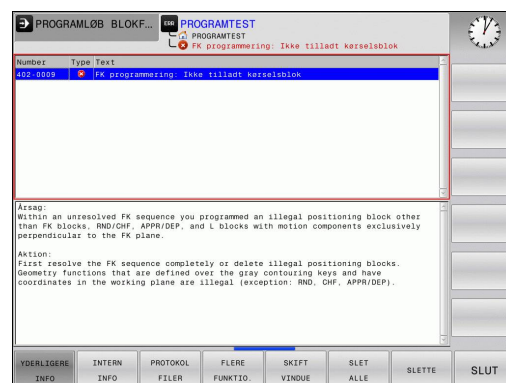 PROGRAMLØB BLOKF...
ERR PROGRAMTEST
PROGRAMTEST
FK programmering: Ikke tilladt kørselsblok
Number Type Text
402-0009 FK programmering: Ikke tilladt kørselsblok
Årsag:
Within an unresolved FK sequence you programmed an illegal positioning block other
than FK blocks, RND/CHF, APPR/DEP, and L blocks with motion components exclusively
perpendicular to the FK plane.
Aktion:
First resolve the FK sequence completely or delete illegal positioning blocks.
Geometry functions that are defined over the gray contouring keys and have
coordinates in the working plane are illegal (exception: RND, CHF, APPR/DEP).
YDERLIGERE INFO
INTERN INFO
PROTOKOL FILER
FLERE FUNKTIO.
SKIFT VINDUE
SLET ALLE
SLETTE
SLUT